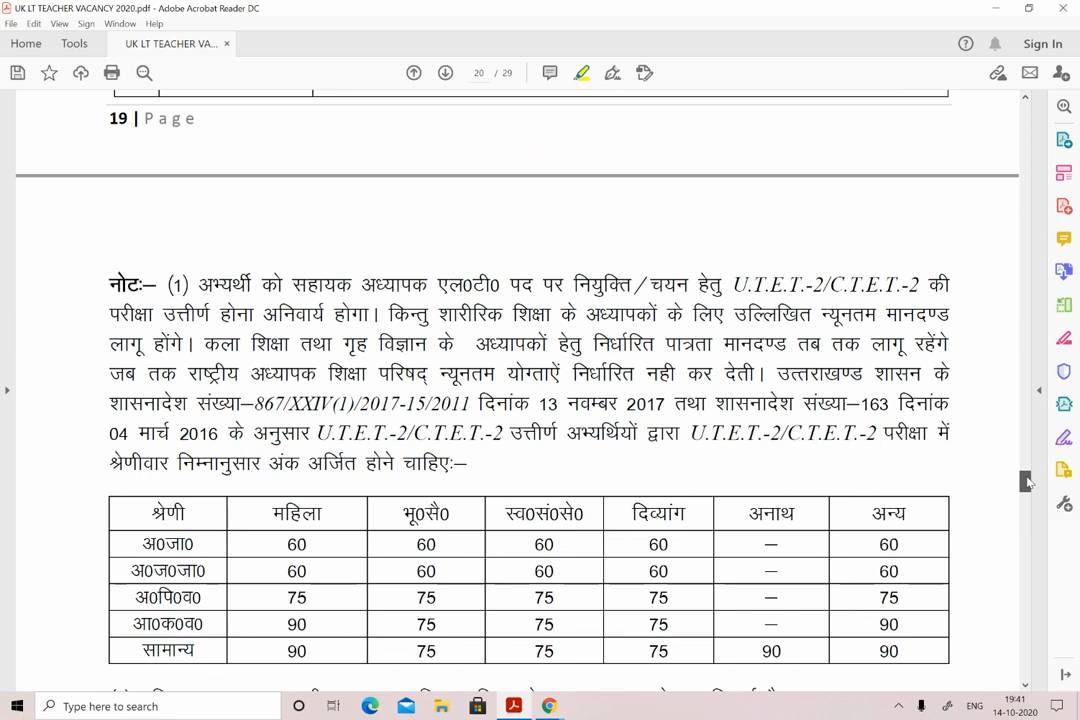 UK LT TEACHER VACANCY 2020.pdf - Adobe Acrobat Reader DC
File Edit View Sign Window Help
Home Tools UK LT TEACHER VA... × Sign In
20 / 29
19 | Page
नोटः– (1) अभ्यर्थी को सहायक अध्यापक एल0टी0 पद पर नियुक्ति/चयन हेतु U.T.E.T.-2/C.T.E.T.-2 की
परीक्षा उत्तीर्ण होना अनिवार्य होगा। किन्तु शारीरिक शिक्षा के अध्यापकों के लिए उल्लिखित न्यूनतम मानदण्ड
लागू होंगे। कला शिक्षा तथा गृह विज्ञान के अध्यापकों हेतु निर्धारित पात्रता मानदण्ड तब तक लागू रहेंगे
जब तक राष्ट्रीय अध्यापक शिक्षा परिषद् न्यूनतम योग्ताऐं निर्धारित नही कर देती। उत्तराखण्ड शासन के
शासनादेश संख्या–867/XXIV(1)/2017-15/2011 दिनांक 13 नवम्बर 2017 तथा शासनादेश संख्या–163 दिनांक
04 मार्च 2016 के अनुसार U.T.E.T.-2/C.T.E.T.-2 उत्तीर्ण अभ्यर्थियों द्वारा U.T.E.T.-2/C.T.E.T.-2 परीक्षा में
श्रेणीवार निम्नानुसार अंक अर्जित होने चाहिएः–
श्रेणी महिला भू0सै0 स्व0सं0से0 दिव्यांग अनाथ अन्य
अ0जा0 60 60 60 60 – 60
अ0ज0जा0 60 60 60 60 – 60
अ0पि0व0 75 75 75 75 – 75
आ0क0व0 90 75 75 75 – 90
सामान्य 90 75 75 75 90 90
Type here to search ENG 19:41
14-10-2020